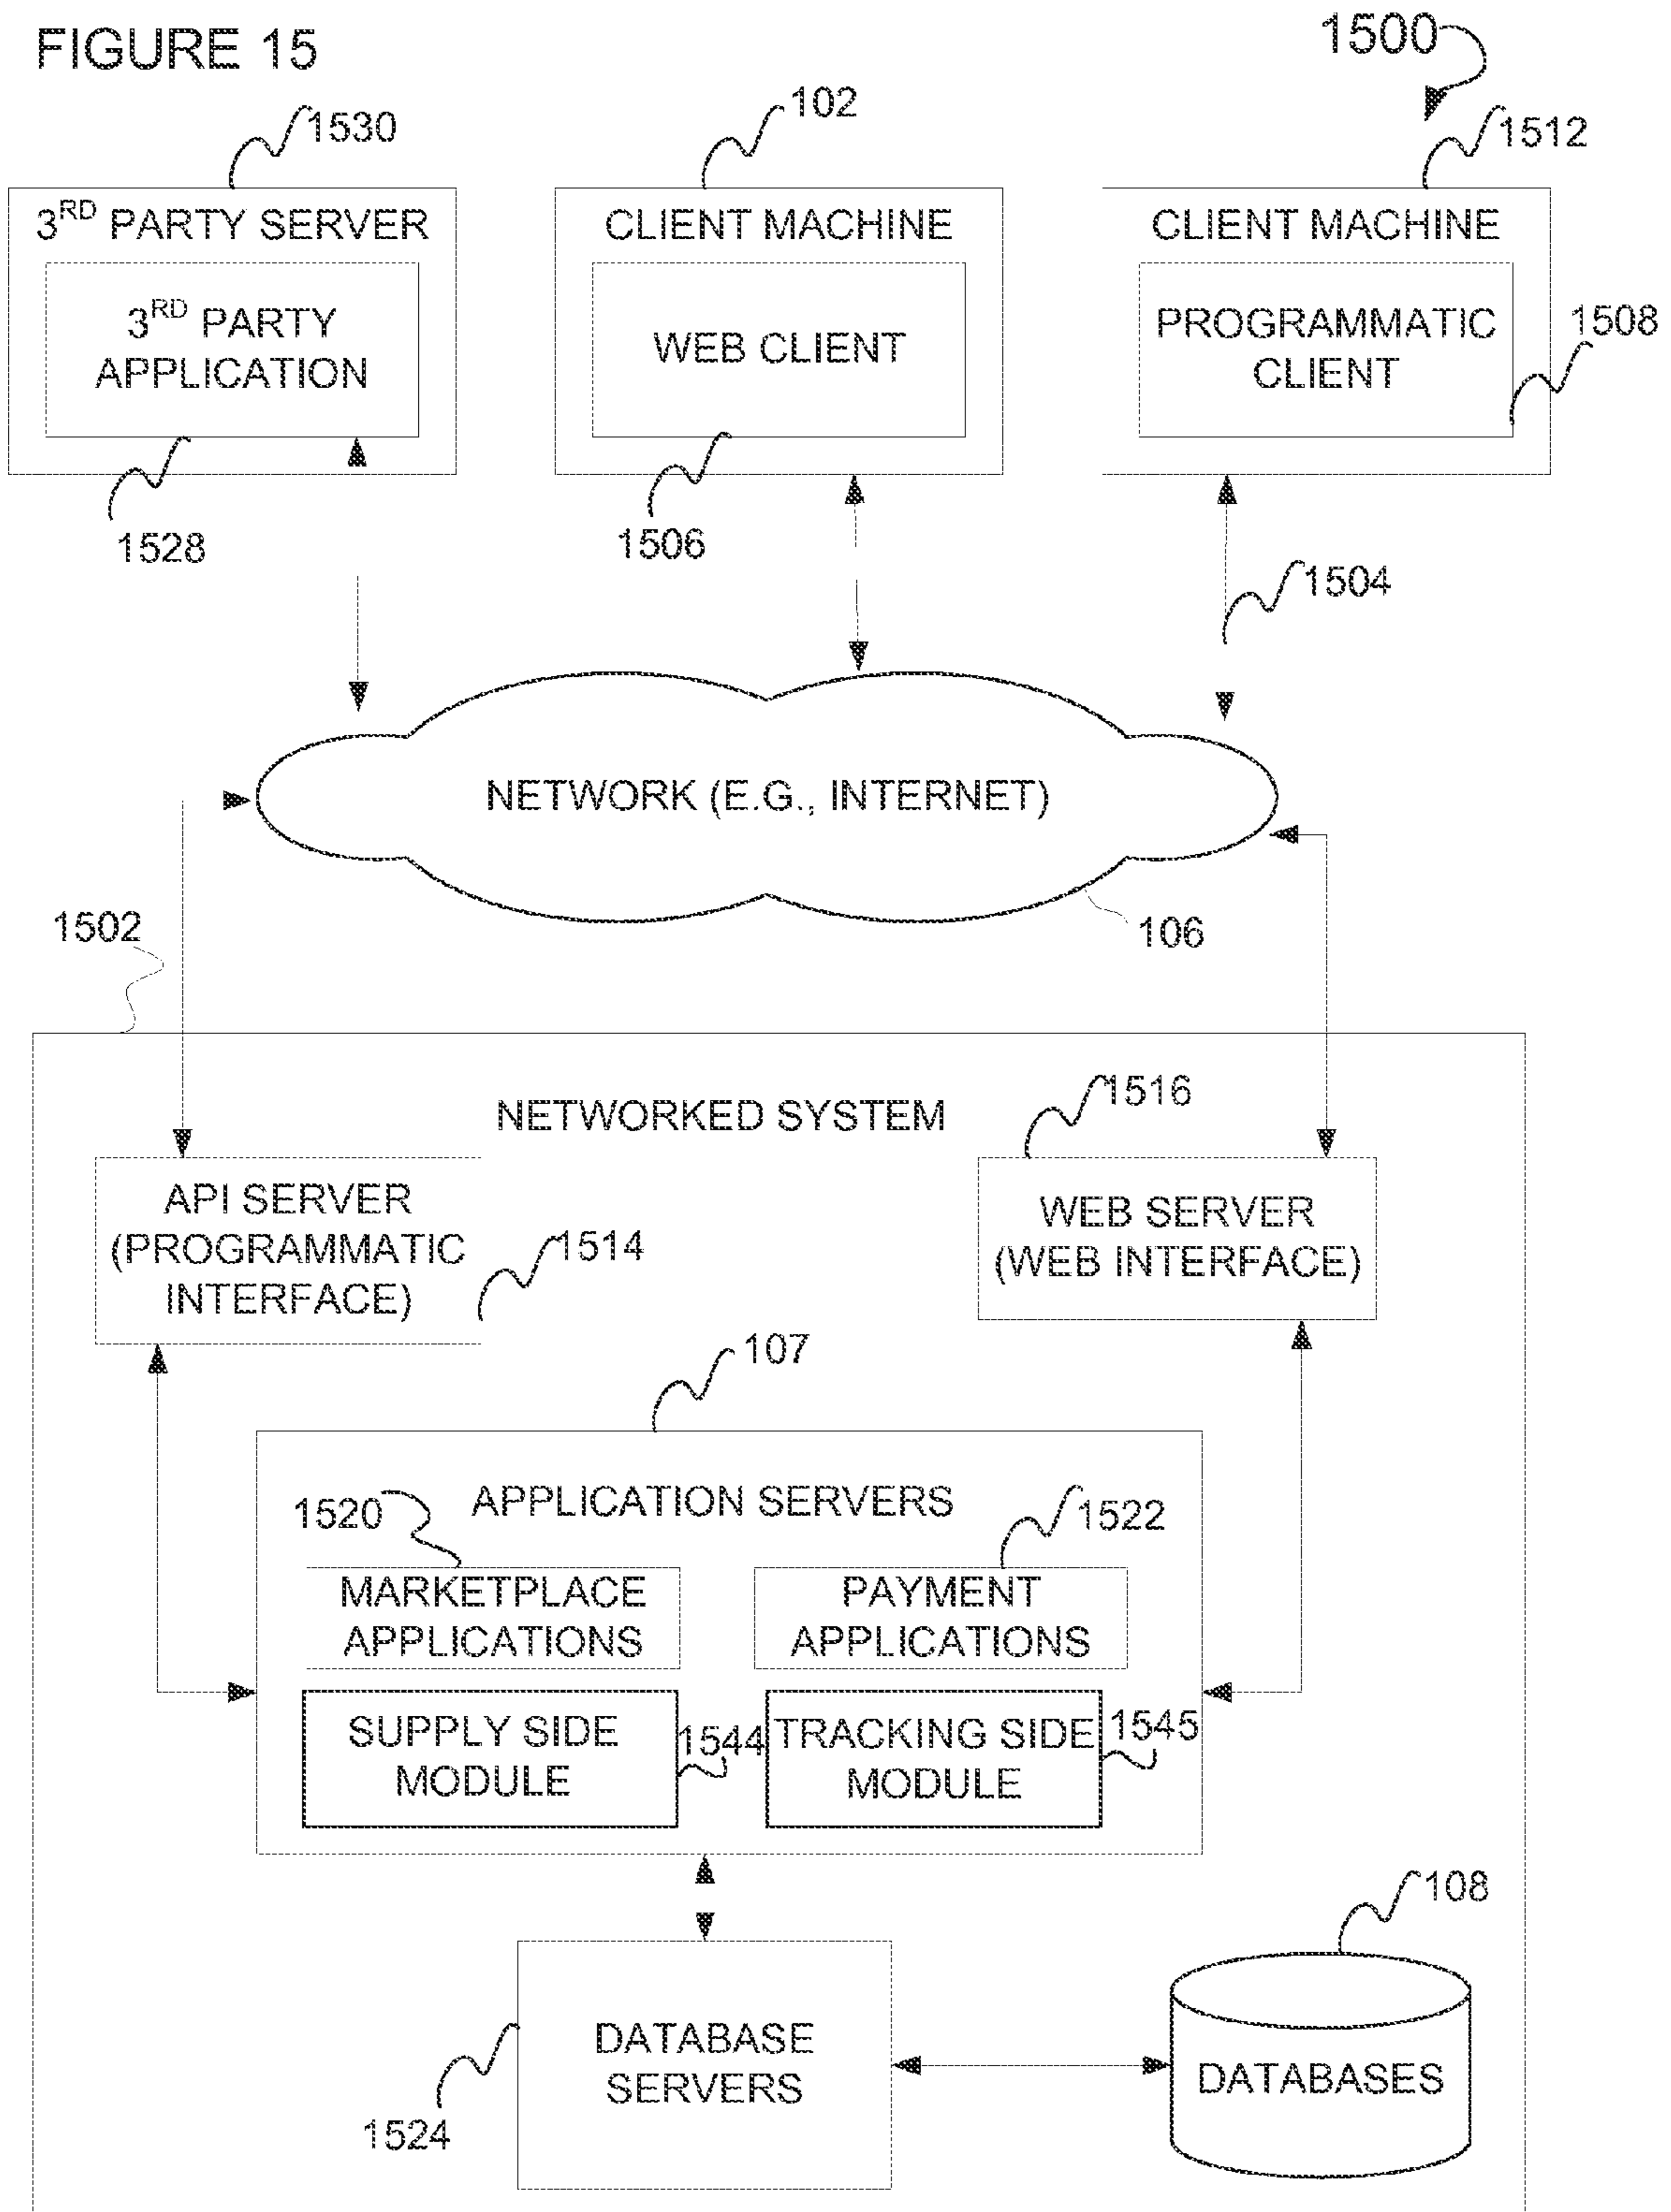 FIGURE 15
1500
1530
102
1512
3RD PARTY SERVER
3RD PARTY
APPLICATION
1528
CLIENT MACHINE
WEB CLIENT
1506
CLIENT MACHINE
PROGRAMMATIC
CLIENT
1508
1504
NETWORK (E.G., INTERNET)
106
1502
NETWORKED SYSTEM
1516
API SERVER
(PROGRAMMATIC
INTERFACE)
1514
WEB SERVER
(WEB INTERFACE)
107
APPLICATION SERVERS
1520
1522
MARKETPLACE
APPLICATIONS
PAYMENT
APPLICATIONS
SUPPLY SIDE
MODULE
1544
TRACKING SIDE
MODULE
1545
108
DATABASE
SERVERS
1524
DATABASES